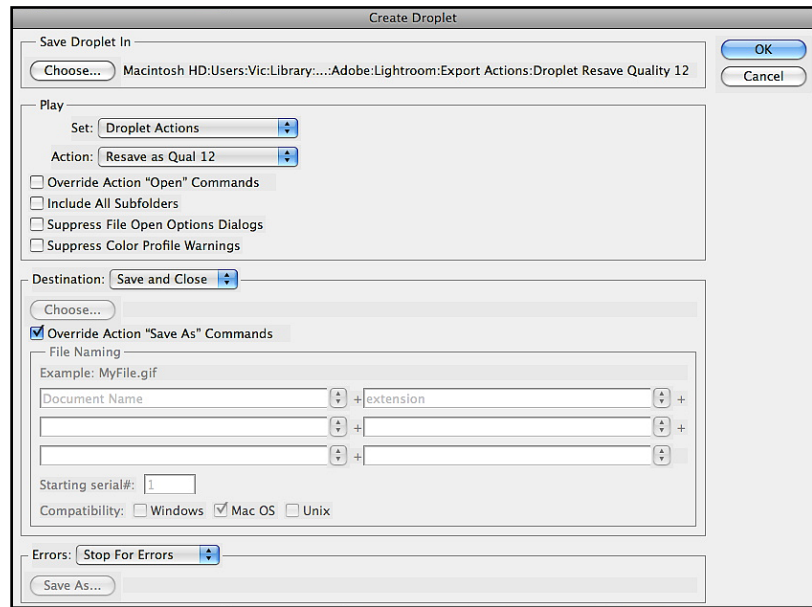 Create Droplet
Save Droplet In
Choose... Macintosh HD:Users:Vic:Library:...:Adobe:Lightroom:Export Actions:Droplet Resave Quality 12
OK
Cancel
Play
Set: Droplet Actions
Action: Resave as Qual 12
Override Action "Open" Commands
Include All Subfolders
Suppress File Open Options Dialogs
Suppress Color Profile Warnings
Destination: Save and Close
Choose...
Override Action "Save As" Commands
File Naming
Example: MyFile.gif
Document Name + extension +
+ +
+
Starting serial#: 1
Compatibility: Windows Mac OS Unix
Errors: Stop For Errors
Save As...